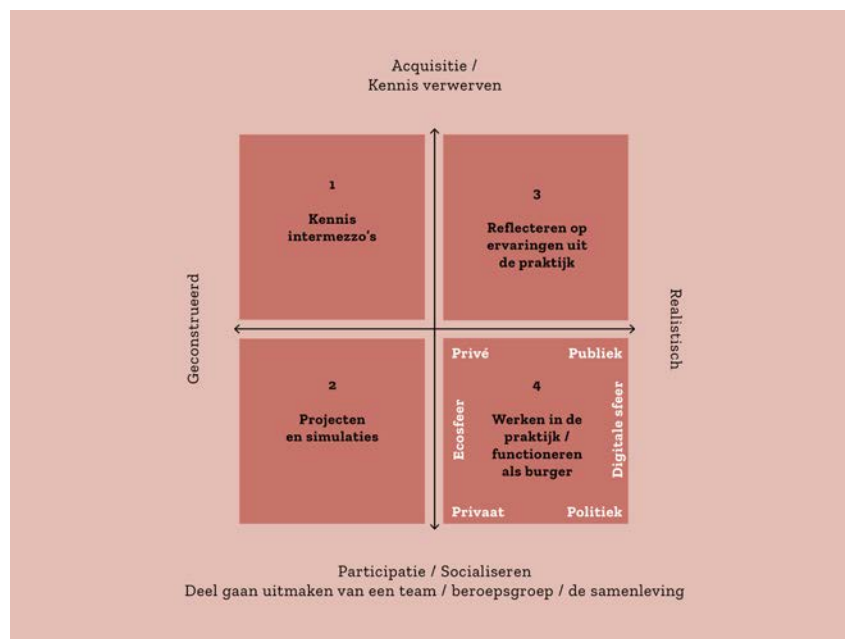 Acquisitie /
Kennis verwerven
Geconstrueerd
1
Kennis
intermezzo's
3
Reflecteren op
ervaringen uit
de praktijk
Realistisch
2
Projecten
en simulaties
Privé
Publiek
Ecosfeer
4
Werken in de
praktijk /
functioneren
als burger
Digitale sfeer
Privaat
Politiek
Participatie / Socialiseren
Deel gaan uitmaken van een team / beroepsgroep / de samenleving